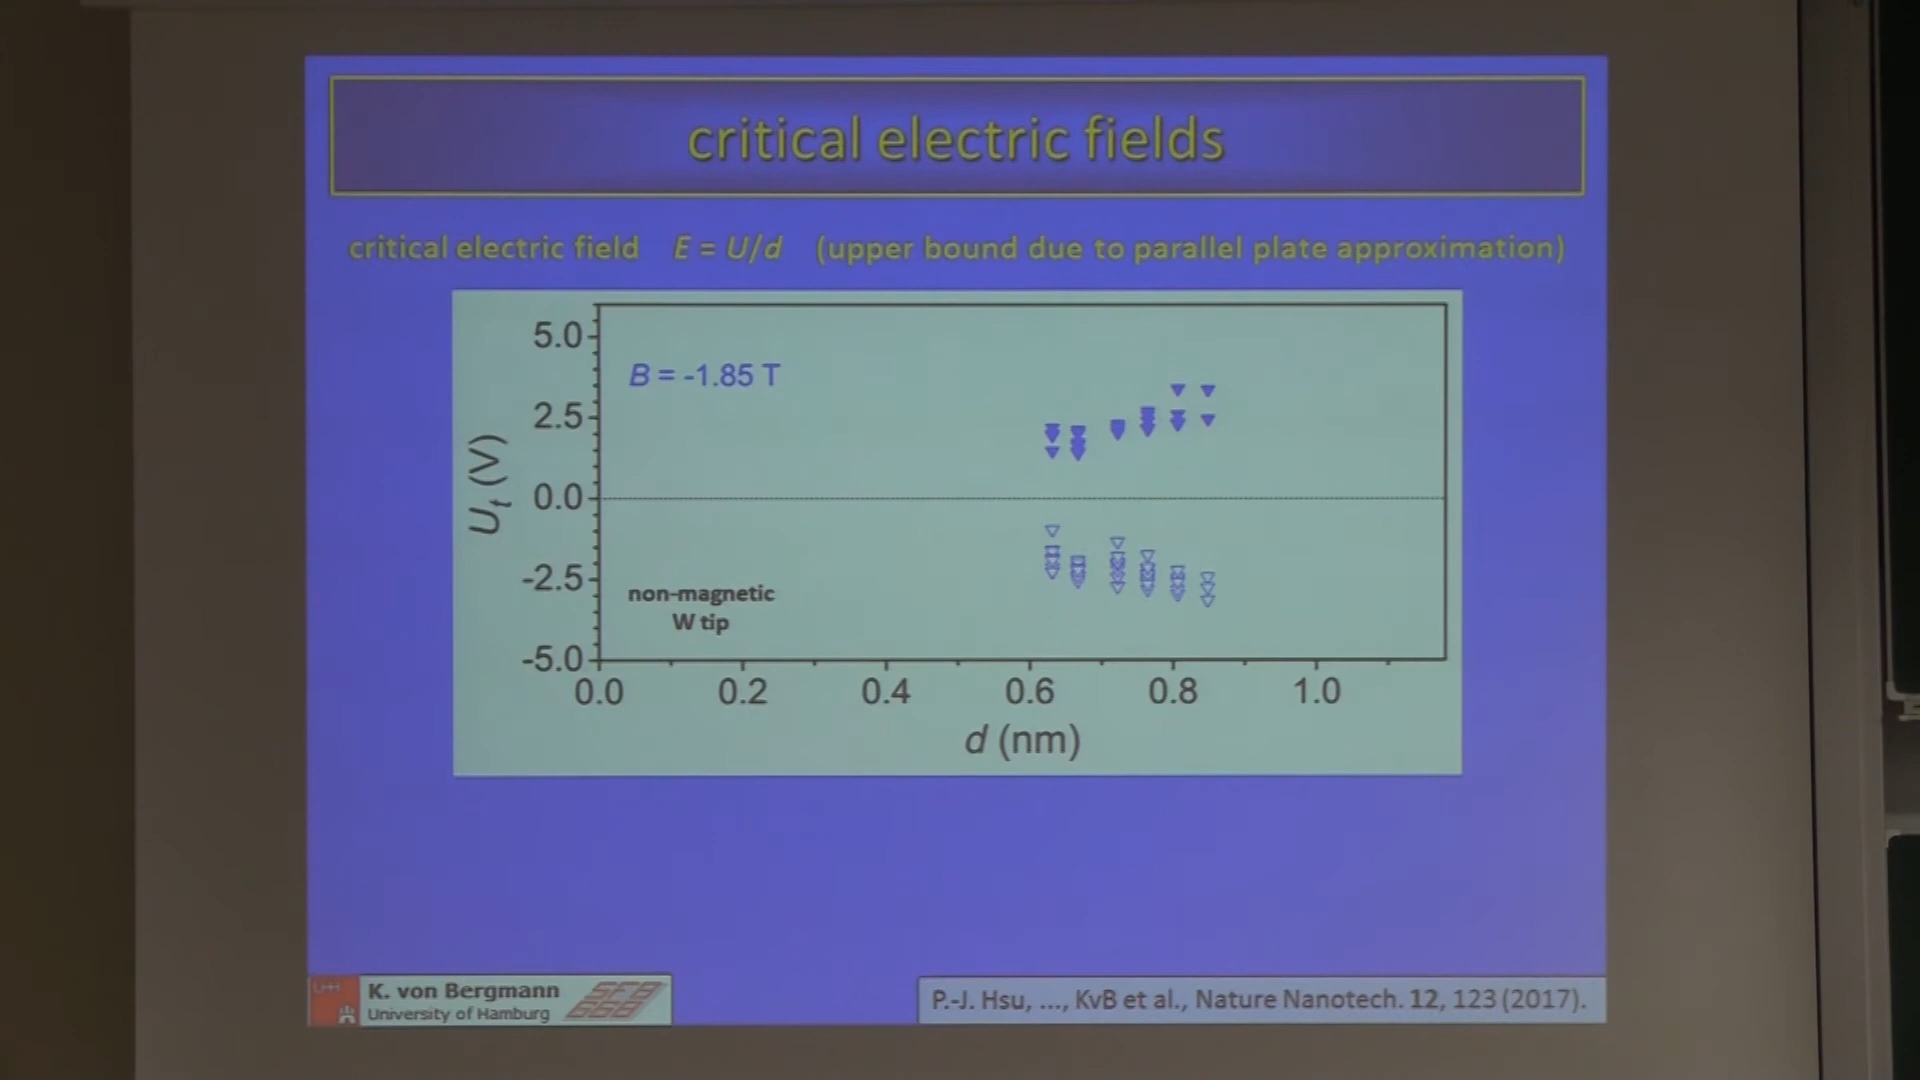 critical electric fields
critical electric field E = U/d (upper bound due to parallel plate approximation)
5.0
2.5
0.0
-2.5
-5.0
U_t (V)
B = -1.85 T
non-magnetic
W tip
0.0 0.2 0.4 0.6 0.8 1.0
d (nm)
K. von Bergmann
University of Hamburg
P.-J. Hsu, ..., KvB et al., Nature Nanotech. 12, 123 (2017).